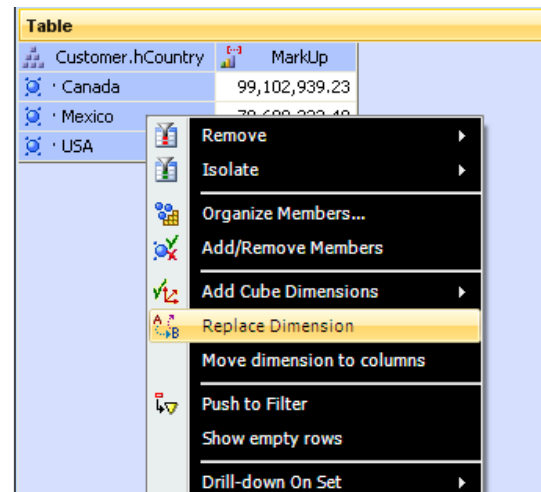 Table
Customer.hCountry MarkUp
· Canada 99,102,939.23
· Mexico
· USA
Remove
Isolate
Organize Members...
Add/Remove Members
Add Cube Dimensions
Replace Dimension
Move dimension to columns
Push to Filter
Show empty rows
Drill-down On Set